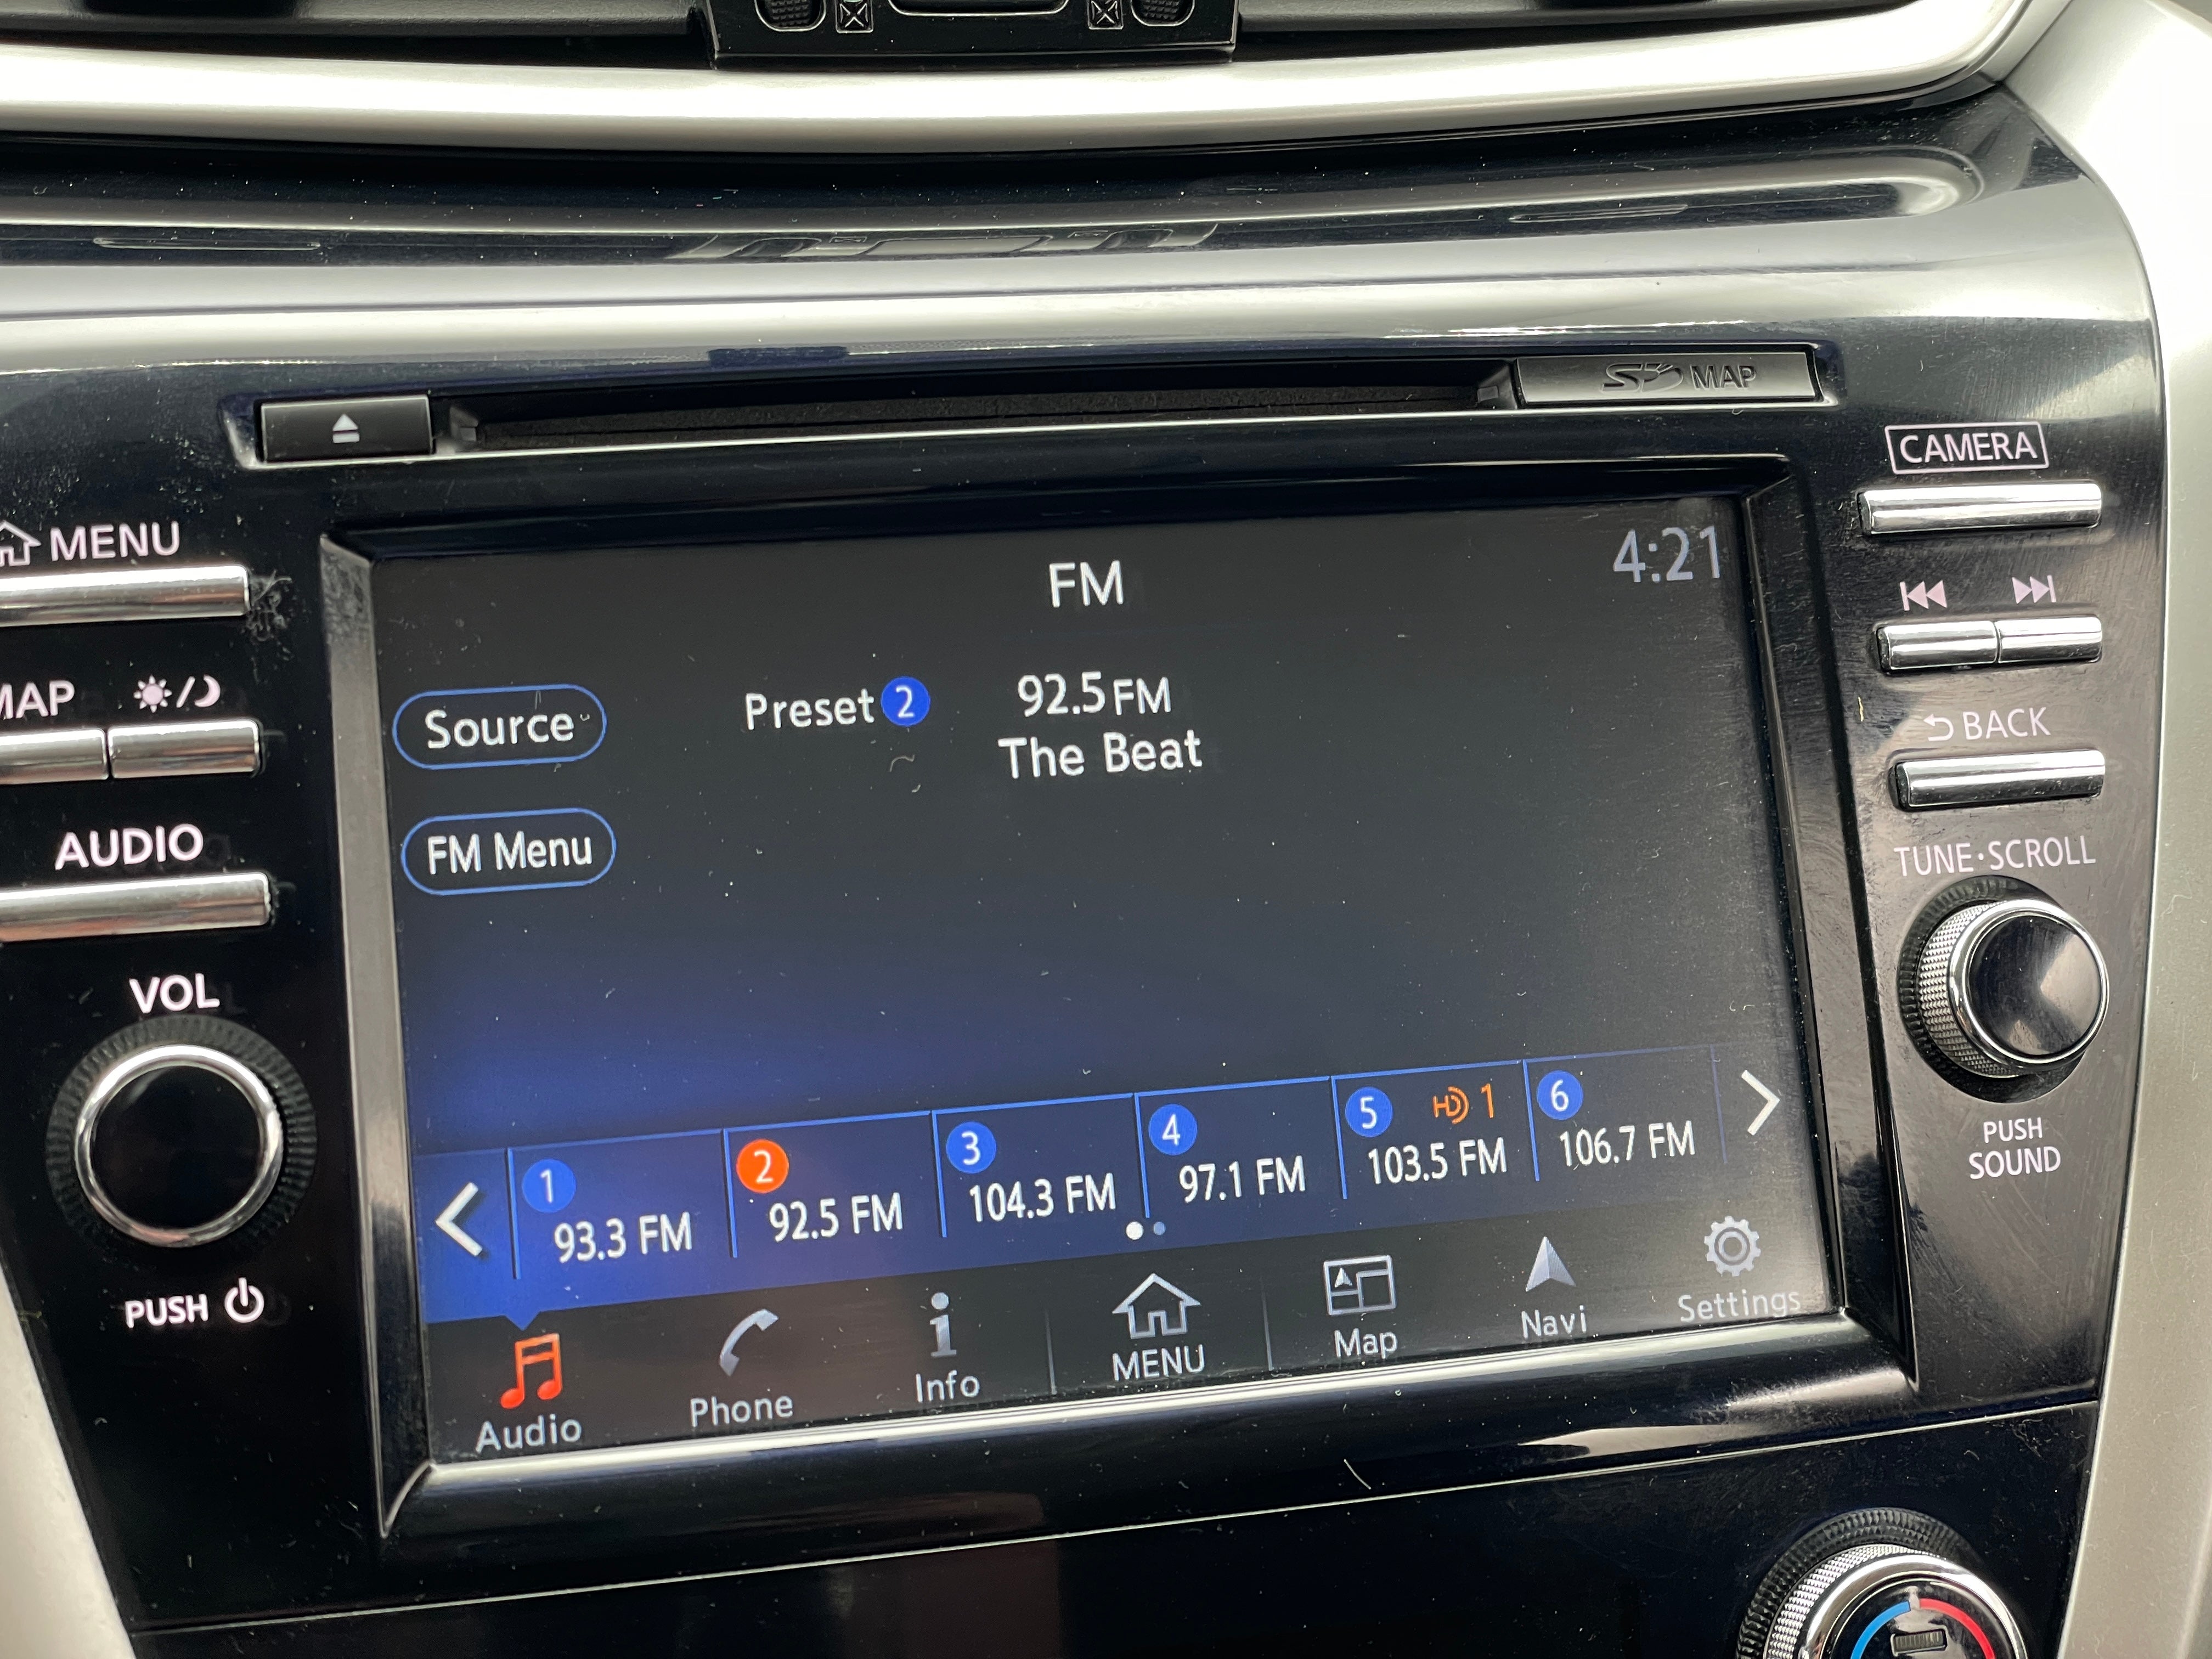 SD MAP
CAMERA
MENU
FM
4:21
MAP
Source
Preset 2
92.5 FM
The Beat
BACK
AUDIO
FM Menu
TUNE·SCROLL
VOL
1
93.3 FM
2
92.5 FM
3
104.3 FM
4
97.1 FM
5 HD 1
103.5 FM
6
106.7 FM
PUSH
SOUND
PUSH
Audio
Phone
Info
MENU
Map
Navi
Settings